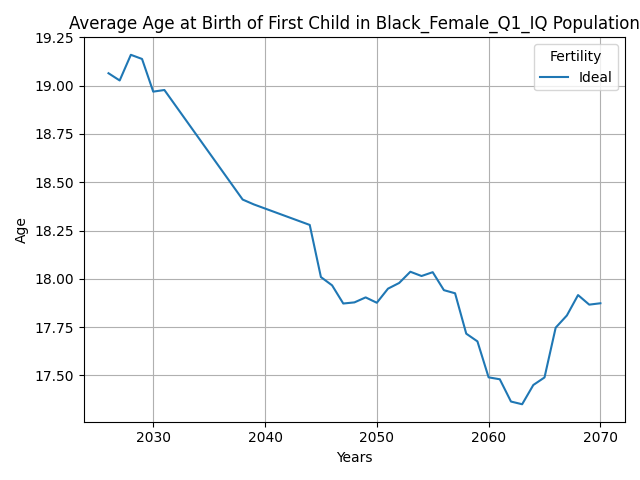 Average Age at Birth of First Child in Black_Female_Q1_IQ Population
19.25
19.00
18.75
18.50
18.25
18.00
17.75
17.50
Age
Fertility
Ideal
2030 2040 2050 2060 2070
Years